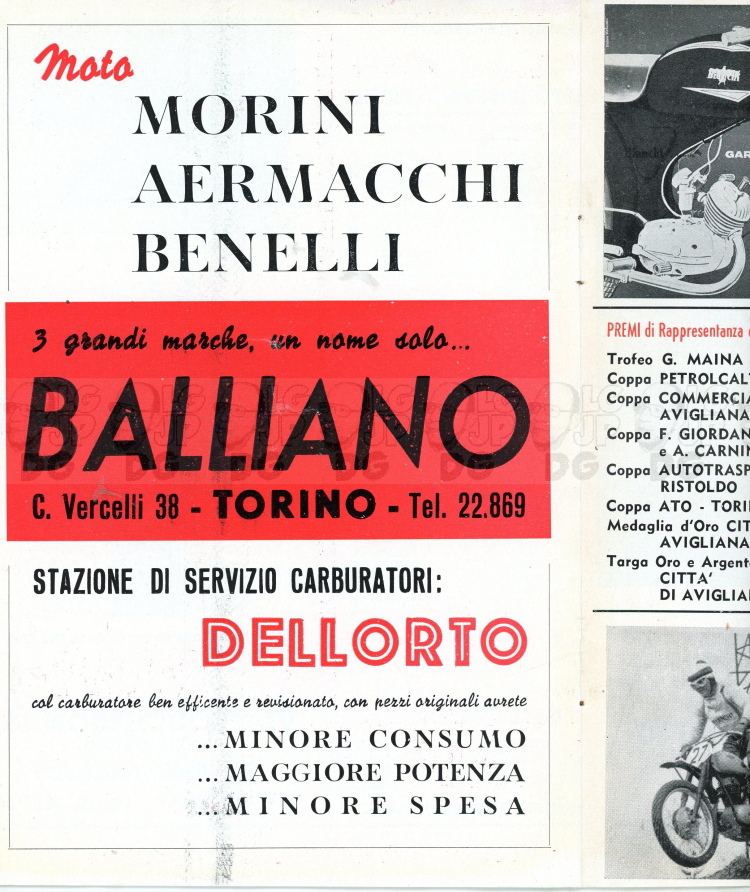 Moto
MORINI
AERMACCHI
BENELLI
3 grandi marche, un nome solo...
BALLIANO
C. Vercelli 38 - TORINO - Tel. 22.869
STAZIONE DI SERVIZIO CARBURATORI:
DELLORTO
col carburatore ben efficente e revisionato, con pezzi originali avrete
...MINORE CONSUMO
...MAGGIORE POTENZA
...MINORE SPESA
Bianchi
GAR
PREMI di Rappresentanza
Trofeo G. MAINA
Coppa PETROLCAL
Coppa COMMERCIA
AVIGLIANA
Coppa F. GIORDAN
e A. CARNIN
Coppa AUTOTRASP
RISTOLDO
Coppa ATO - TORI
Medaglia d'Oro CIT
AVIGLIANA
Targa Oro e Argent
CITTA'
DI AVIGLIA
22